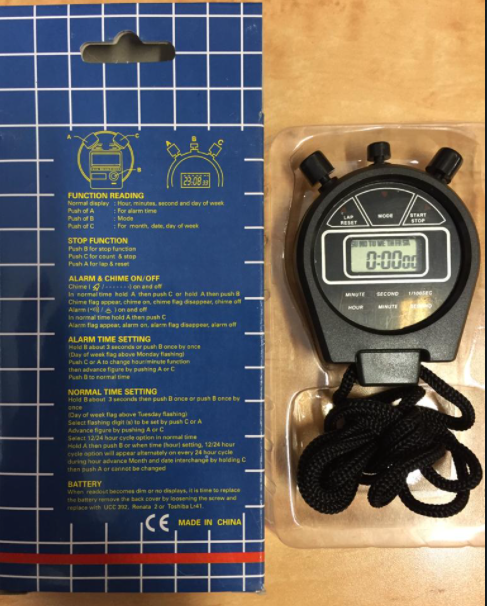 A
C
B
A
B
C
FUNCTION READING
Normal display : Hour, minutes, second and day of week
Push of A : For alarm time
Push of B : Mode
Push of C : For month, date, day of week
STOP FUNCTION
Push B for stop function
Push C for count & stop
Push A for lap & reset
ALARM & CHIME ON/OFF
Chime ( / - - - - - - - ) on and off
In normal time hold A then push C or hold A then push B
Chime flag appear, chime on, chime flag disappear, chime off
Alarm ( / ) on and off
In normal time hold A then push C
Alarm flag appear, alarm on, alarm flag disappear, alarm off
ALARM TIME SETTING
Hold B about 3 seconds or push B once by once
(Day of week flag above Monday flashing)
Push C or A to change hour/minute function
then advance figure by pushing A or C
Push B to normal time
NORMAL TIME SETTING
Hold B about 3 seconds then push B once or push B once by
once
(Day of week flag above Tuesday flashing)
Select flashing digit(s) to be set by push C or A
Advance figure by pushing A or C
Select 12/24 hour cycle option in normal time
Hold A then push B or when time (hour) setting, 12/24 hour
cycle option will appear alternately on every 24 hour cycle
during hour advance Month and date interchange by holding C
then push A or cannot be changed
BATTERY
When readout becomes dim or no displays, it is time to replace
the battery remove the back cover by loosening the screw and
replace with UCC 392, Renata 2 or Toshiba Lr41.
CE MADE IN CHINA
LAP
RESET
MODE
START
STOP
SU MO TU WE TH FR SA
0:0000
MINUTE SECOND 1/100SEC
HOUR MINUTE SECOND